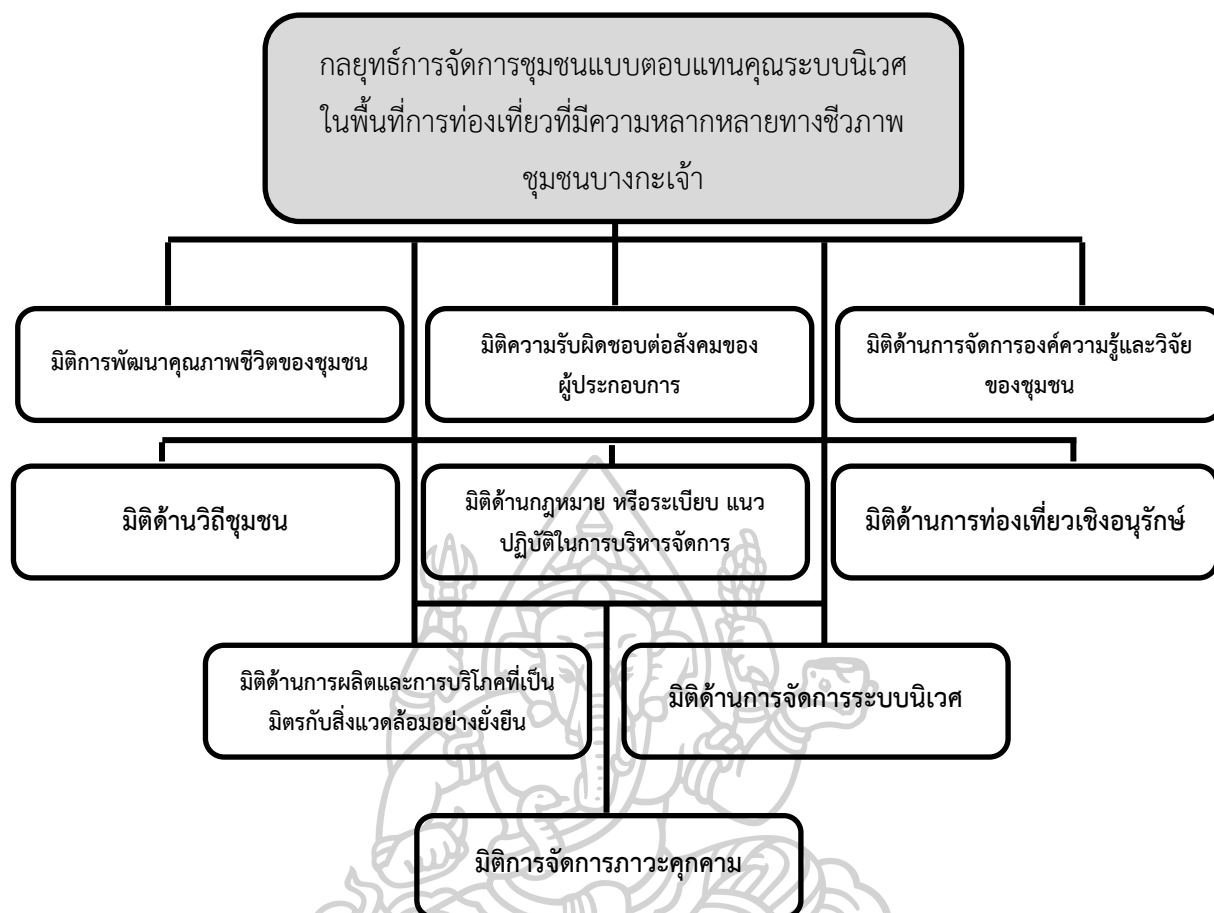 กลยุทธ์การจัดการชุมชนแบบตอบแทนคุณระบบนิเวศ
ในพื้นที่การท่องเที่ยวที่มีความหลากหลายทางชีวภาพ
ชุมชนบางกะเจ้า
มิติการพัฒนาคุณภาพชีวิตของชุมชน
มิติความรับผิดชอบต่อสังคมของ
ผู้ประกอบการ
มิติด้านการจัดการองค์ความรู้และวิจัย
ของชุมชน
มิติด้านวิถีชุมชน
มิติด้านกฎหมาย หรือระเบียบ แนว
ปฏิบัติในการบริหารจัดการ
มิติด้านการท่องเที่ยวเชิงอนุรักษ์
มิติด้านการผลิตและการบริโภคที่เป็น
มิตรกับสิ่งแวดล้อมอย่างยั่งยืน
มิติด้านการจัดการระบบนิเวศ
มิติการจัดการภาวะคุกคาม